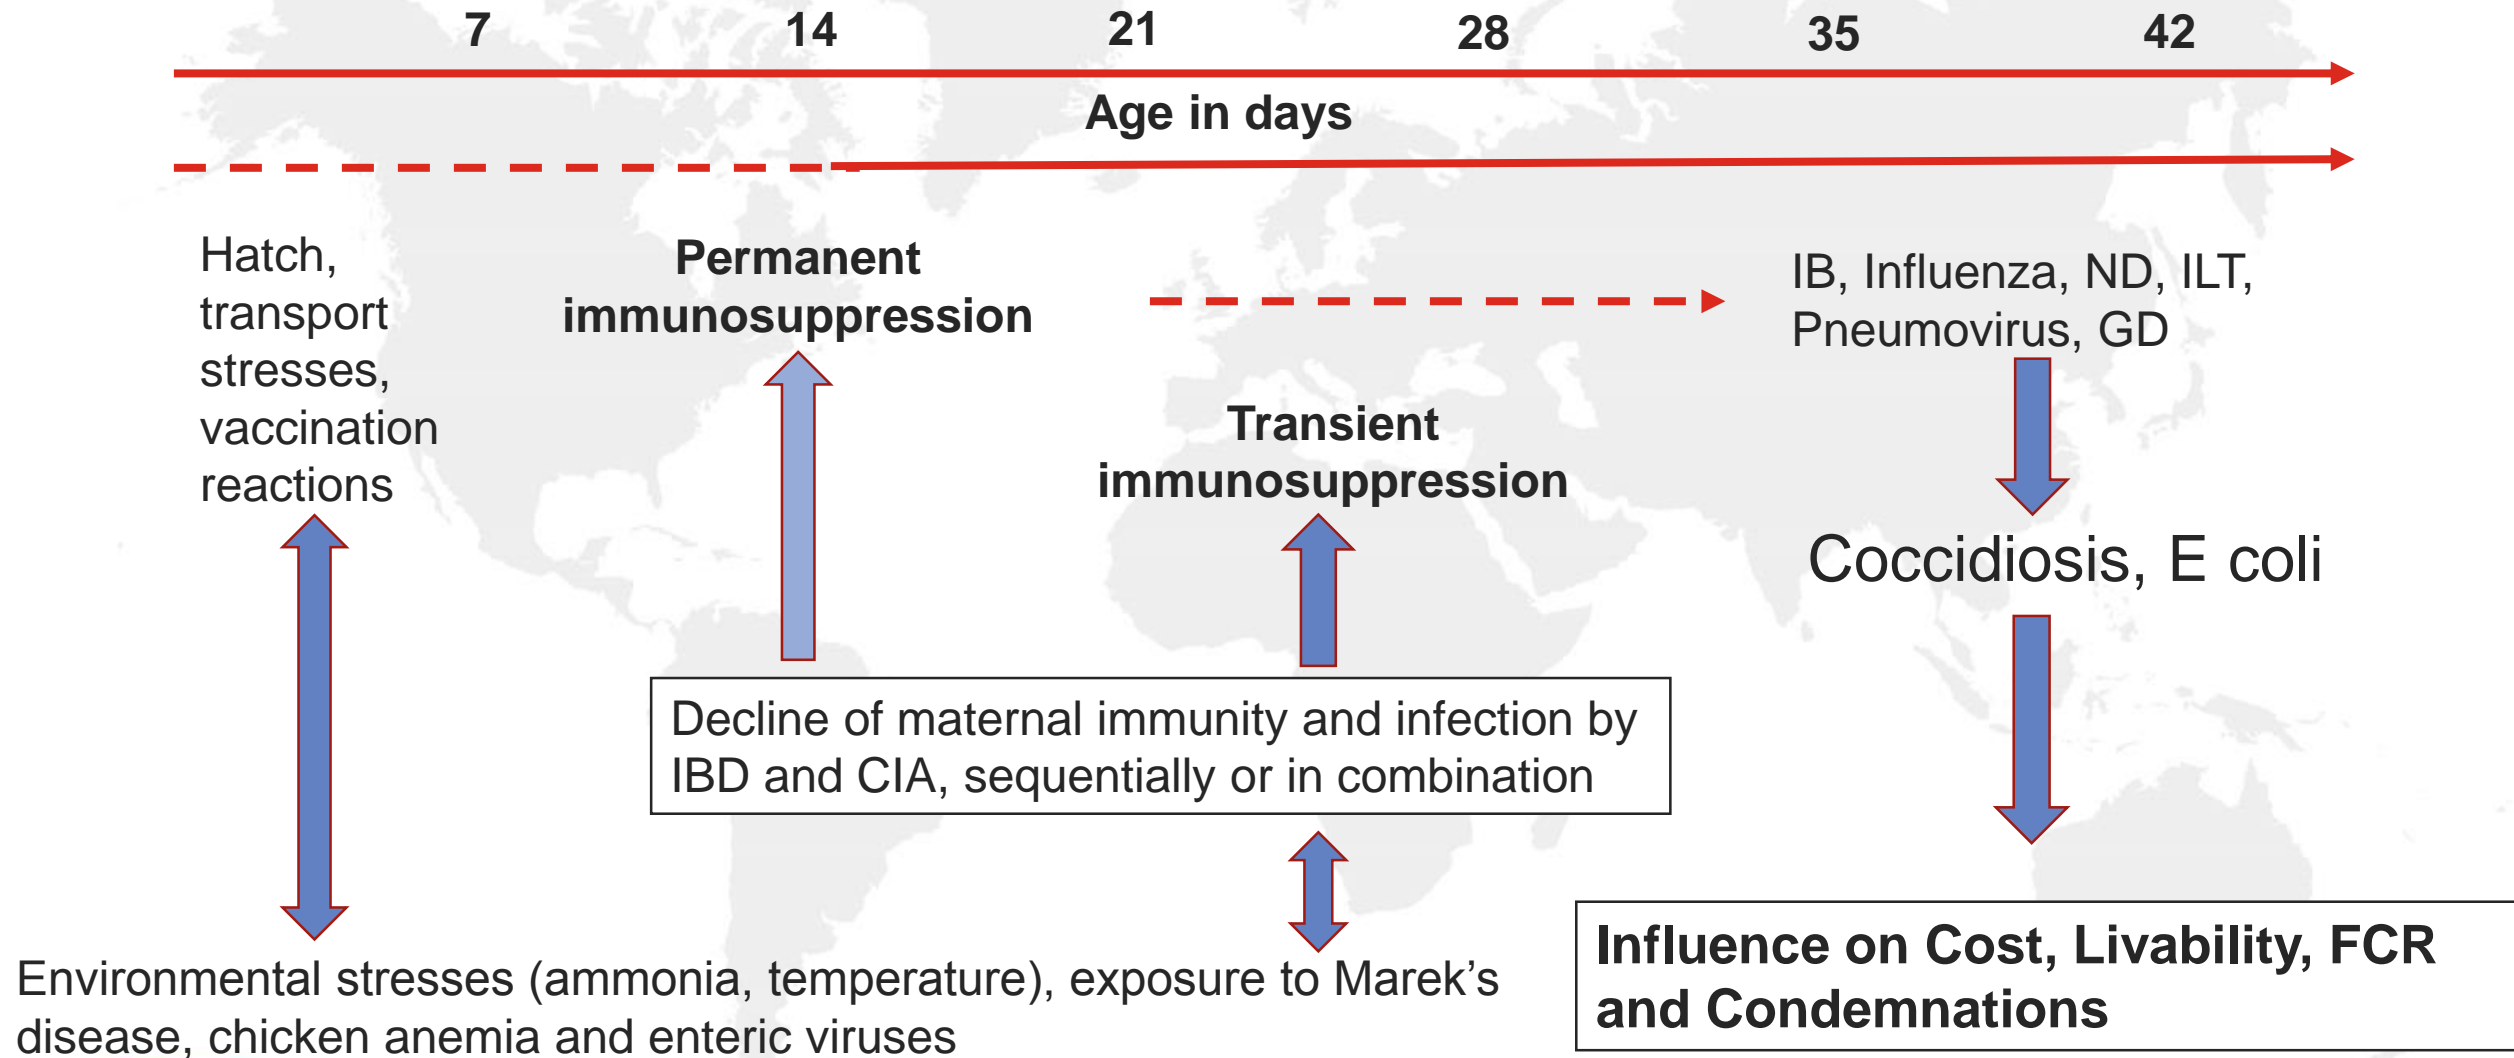 7 14 21 28 35 42
Age in days
Hatch,
transport
stresses,
vaccination
reactions
Permanent
immunosuppression
Transient
immunosuppression
IB, Influenza, ND, ILT,
Pneumovirus, GD
Coccidiosis, E coli
Decline of maternal immunity and infection by
IBD and CIA, sequentially or in combination
Environmental stresses (ammonia, temperature), exposure to Marek’s
disease, chicken anemia and enteric viruses
Influence on Cost, Livability, FCR
and Condemnations